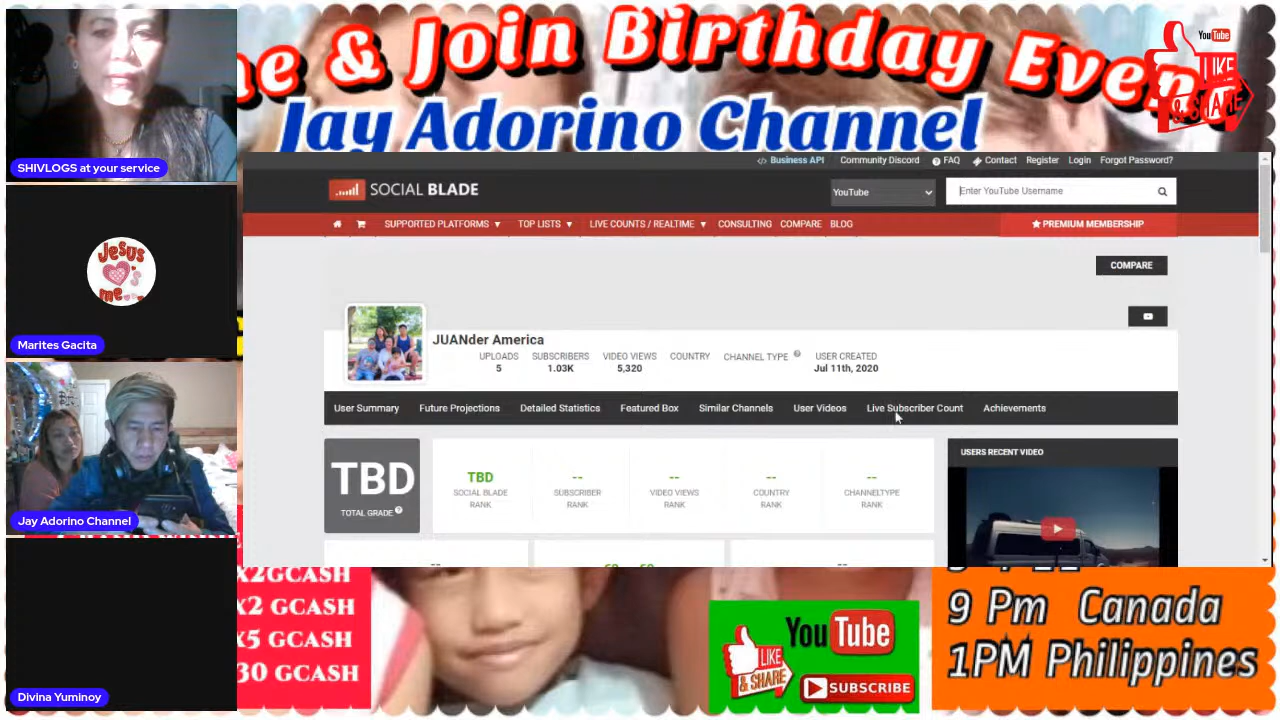 & Join Birthday Even
Jay Adorino Channel
YouTube
LIKE
& SHARE
SHIVLOGS at your service
Jesus
♥'s
me...
Marites Gacita
Jay Adorino Channel
Divina Yuminoy
Business API Community Discord FAQ Contact Register Login Forgot Password?
SOCIAL BLADE
YouTube
Enter YouTube Username
SUPPORTED PLATFORMS TOP LISTS LIVE COUNTS / REALTIME CONSULTING COMPARE BLOG
PREMIUM MEMBERSHIP
COMPARE
JUANder America
UPLOADS SUBSCRIBERS VIDEO VIEWS COUNTRY CHANNEL TYPE USER CREATED
5 1.03K 5,320 Jul 11th, 2020
User Summary Future Projections Detailed Statistics Featured Box Similar Channels User Videos Live Subscriber Count Achievements
TBD
TOTAL GRADE
TBD -- -- -- --
SOCIAL BLADE RANK
SUBSCRIBER RANK
VIDEO VIEWS RANK
COUNTRY RANK
CHANNELTYPE RANK
USERS RECENT VIDEO
X2GCASH
X2 GCASH
X5 GCASH
30 GCASH
YouTube
LIKE
& SHARE
SUBSCRIBE
9 Pm Canada
1PM Philippines